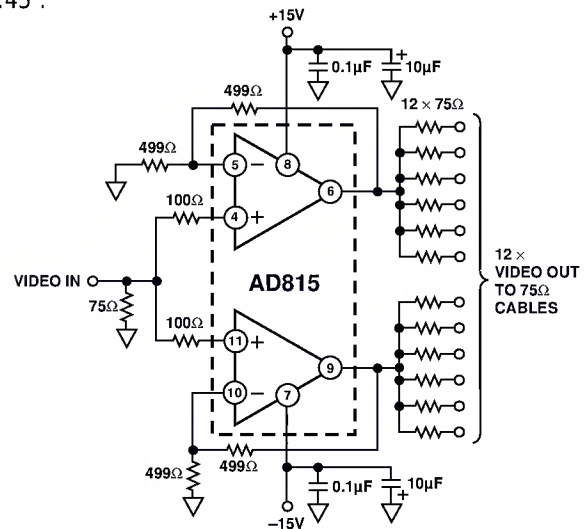 +15V
0.1µF
10µF
+
499Ω
12 × 75Ω
499Ω
5
−
8
6
100Ω
4
+
12 ×
VIDEO OUT
TO 75Ω
CABLES
VIDEO IN
75Ω
AD815
100Ω
11
+
9
10
−
7
499Ω
499Ω
0.1µF
10µF
+
−15V